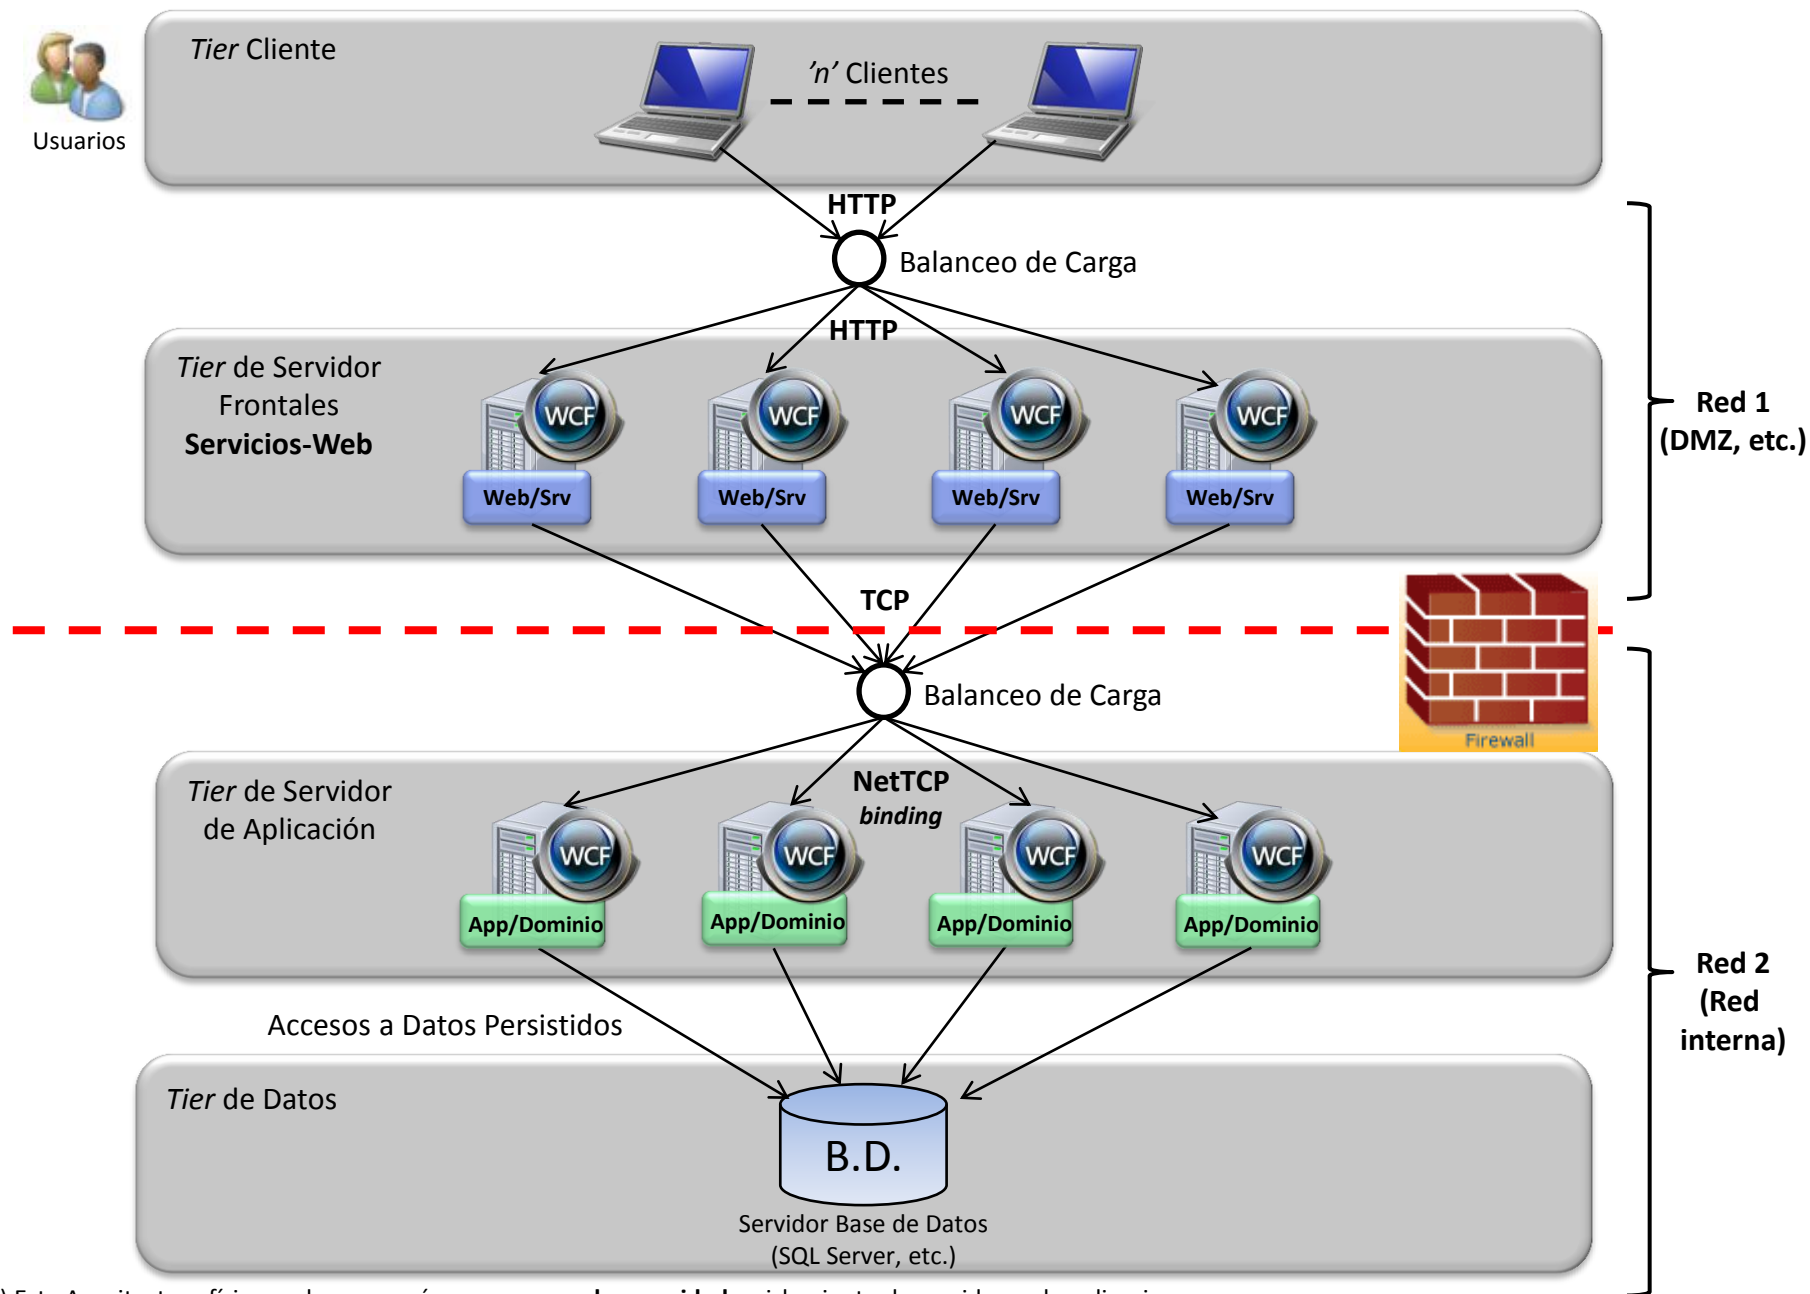 Tier Cliente
'n' Clientes
Usuarios
HTTP
Balanceo de Carga
HTTP
Tier de Servidor
Frontales
Servicios-Web
WCF
WCF
WCF
WCF
Web/Srv
Web/Srv
Web/Srv
Web/Srv
Red 1
(DMZ, etc.)
TCP
Balanceo de Carga
Firewall
Tier de Servidor
de Aplicación
NetTCP
binding
WCF
WCF
WCF
WCF
App/Dominio
App/Dominio
App/Dominio
App/Dominio
Red 2
(Red
interna)
Accesos a Datos Persistidos
Tier de Datos
B.D.
Servidor Base de Datos
(SQL Server, etc.)